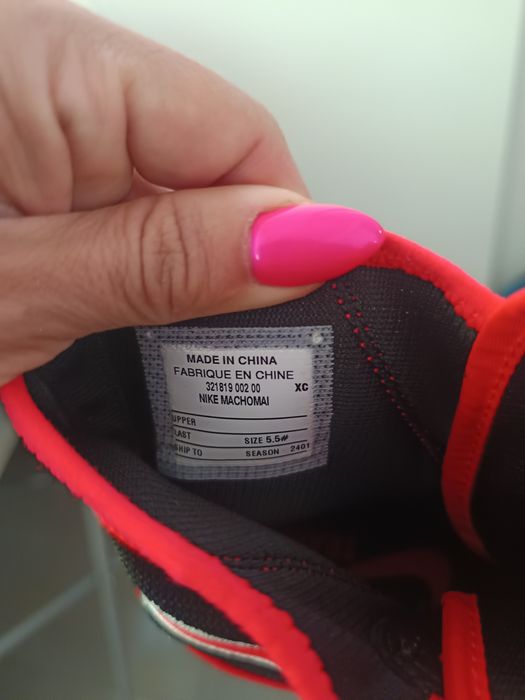 MADE IN CHINA
FABRIQUE EN CHINE
321819 002 00 XC
NIKE MACHOMAI
UPPER
LAST SIZE 5.5#
SHIP TO SEASON 2401